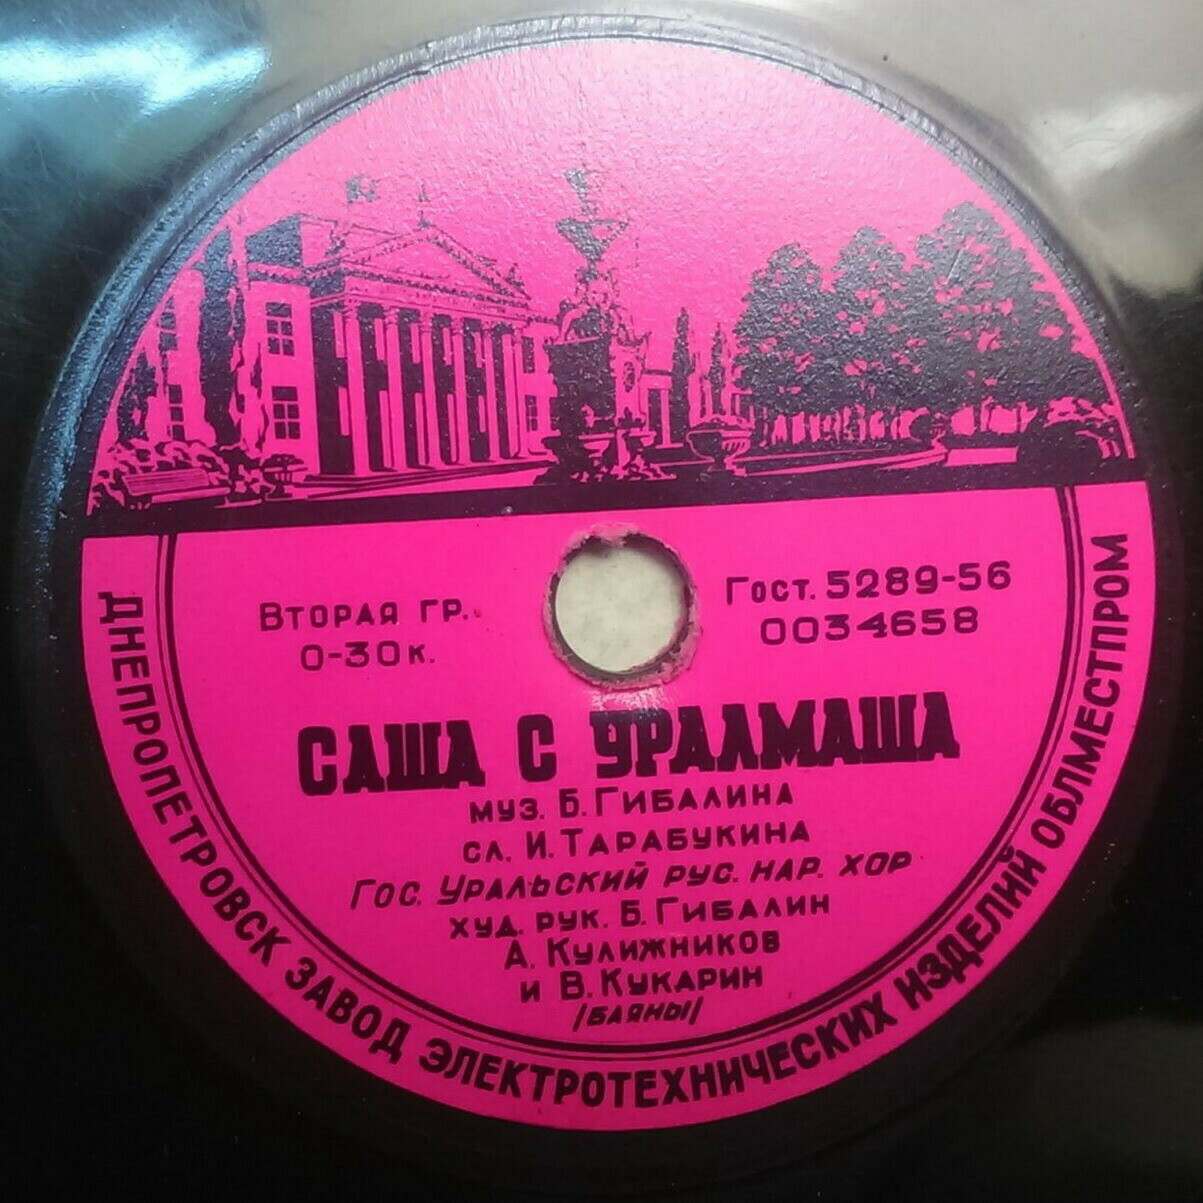 Вторая гр..
0-30к.
Гост. 5289-56
0034658
САША С УРАЛМАША
муз. Б. Гибалина
сл. И. Тарабукина
Гос. Уральский рус. нар. хор
худ. рук. Б. Гибалин
А. Кулижников
и В. Кукарин
/баяны/
ДНЕПРОПЕТРОВСК ЗАВОД ЭЛЕКТРОТЕХНИЧЕСКИХ ИЗДЕЛИЙ ОБЛМЕСТПРОМ